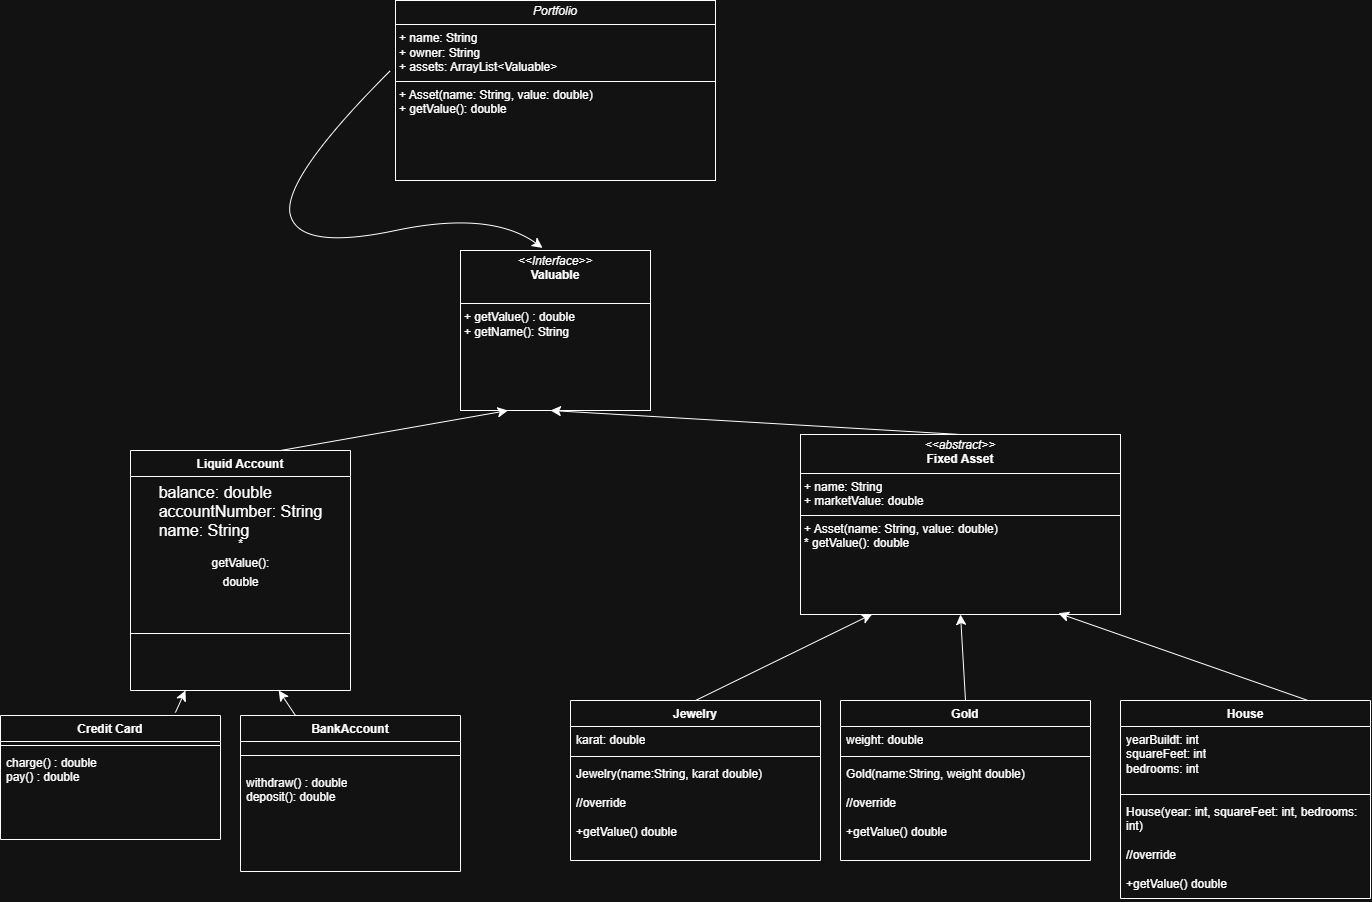 Portfolio
+ name: String
+ owner: String
+ assets: ArrayList<Valuable>
+ Asset(name: String, value: double)
+ getValue(): double
<<Interface>>
Valuable
+ getValue() : double
+ getName(): String
Liquid Account
balance: double
accountNumber: String
name: String
*
getValue():
double
<<abstract>>
Fixed Asset
+ name: String
+ marketValue: double
+ Asset(name: String, value: double)
* getValue(): double
Credit Card
charge() : double
pay() : double
BankAccount
withdraw() : double
deposit(): double
Jewelry
karat: double
Jewelry(name:String, karat double)
//override
+getValue() double
Gold
weight: double
Gold(name:String, weight double)
//override
+getValue() double
House
yearBuildt: int
squareFeet: int
bedrooms: int
House(year: int, squareFeet: int, bedrooms:
int)
//override
+getValue() double